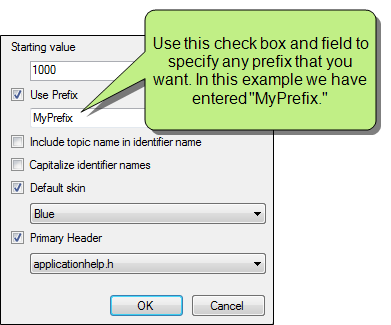 Starting value
1000
Use Prefix
MyPrefix
Include topic name in identifier name
Capitalize identifier names
Default skin
Blue
Primary Header
applicationhelp.h
OK
Cancel
Use this check box and field to
specify any prefix that you
want. In this example we have
entered "MyPrefix."